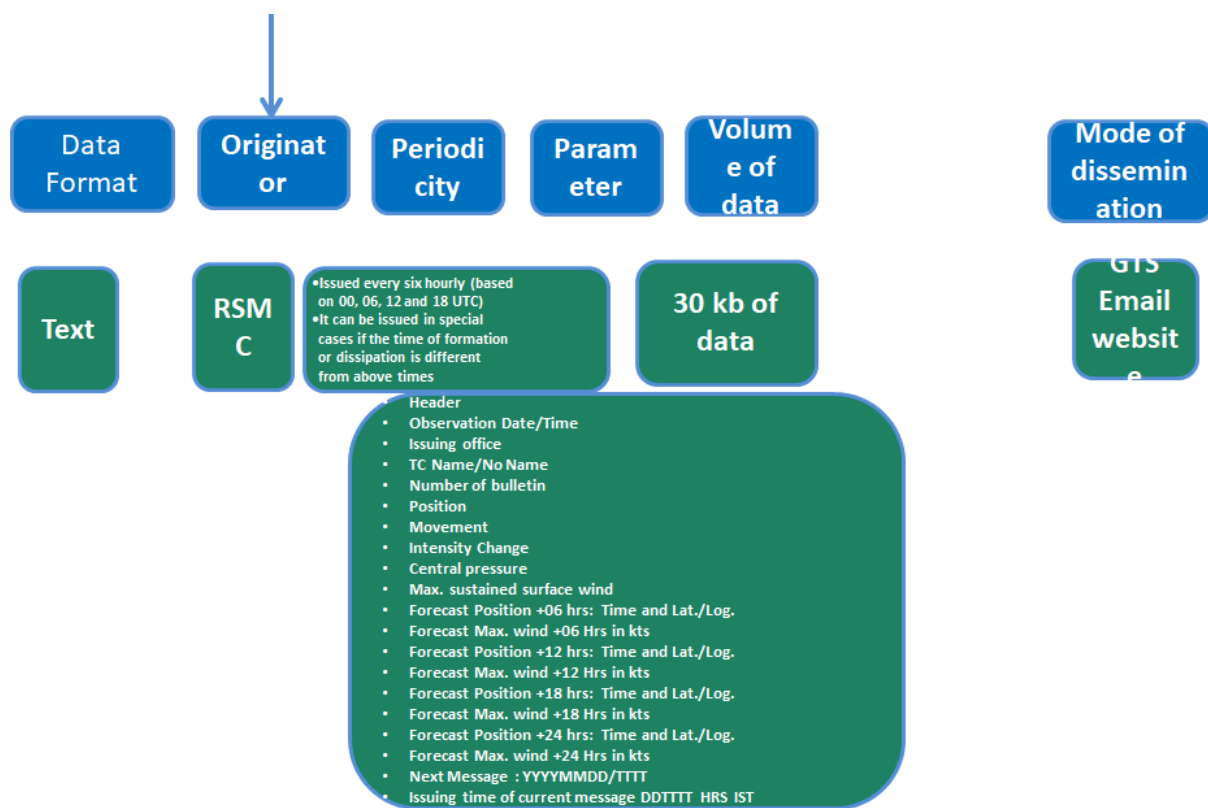 Data
Format
Originat
or
Periodi
city
Param
eter
Volum
e of
data
Mode of
dissemin
ation
Text
RSM
C
•Issued every six hourly (based
on 00, 06, 12 and 18 UTC)
•It can be issued in special
cases if the time of formation
or dissipation is different
from above times
30 kb of
data
GTS
Email
websit
e
• Header
• Observation Date/Time
• Issuing office
• TC Name/No Name
• Number of bulletin
• Position
• Movement
• Intensity Change
• Central pressure
• Max. sustained surface wind
• Forecast Position +06 hrs: Time and Lat./Log.
• Forecast Max. wind +06 Hrs in kts
• Forecast Position +12 hrs: Time and Lat./Log.
• Forecast Max. wind +12 Hrs in kts
• Forecast Position +18 hrs: Time and Lat./Log.
• Forecast Max. wind +18 Hrs in kts
• Forecast Position +24 hrs: Time and Lat./Log.
• Forecast Max. wind +24 Hrs in kts
• Next Message : YYYYMMDD/TTTT
• Issuing time of current message DDTTTT HRS IST